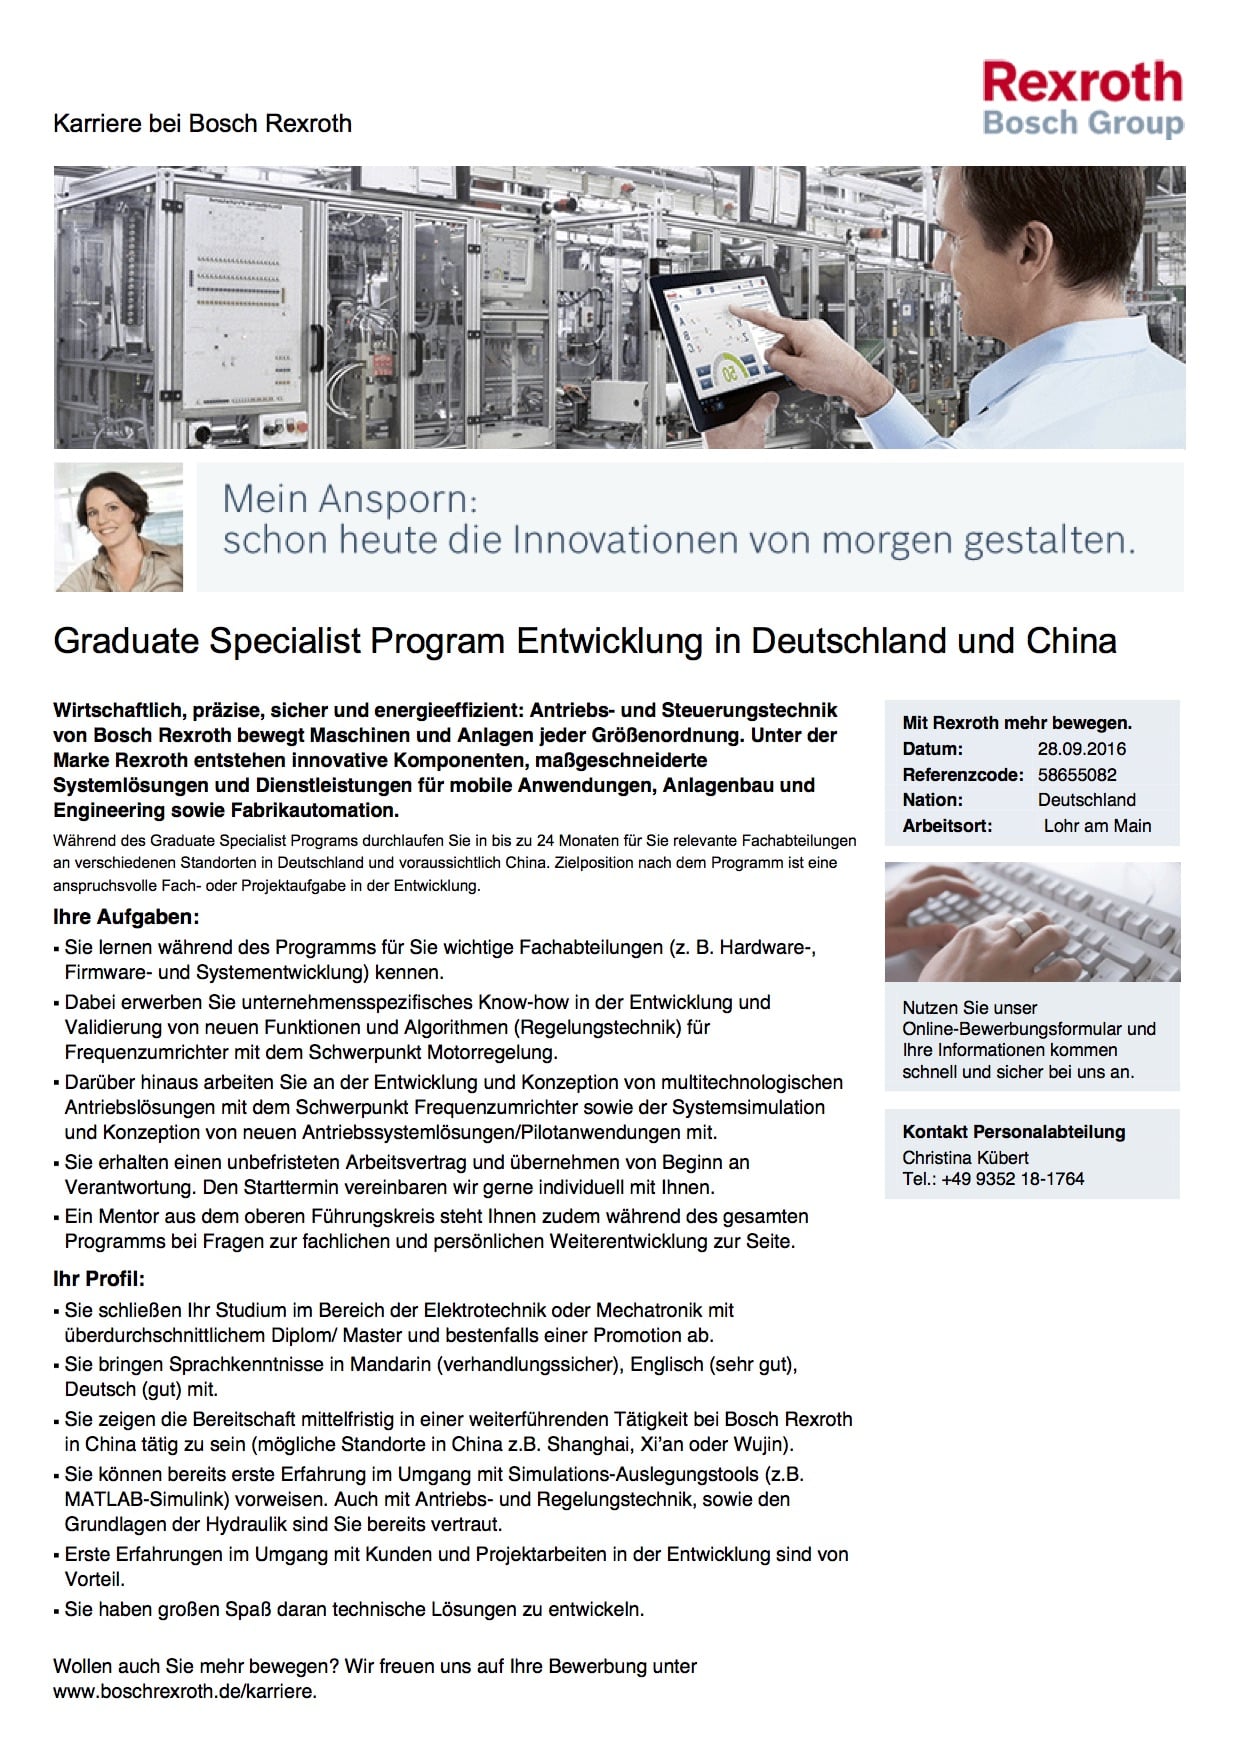 Karriere bei Bosch Rexroth
Rexroth
Bosch Group
Mein Ansporn:
schon heute die Innovationen von morgen gestalten.
Graduate Specialist Program Entwicklung in Deutschland und China
Wirtschaftlich, präzise, sicher und energieeffizient: Antriebs- und Steuerungstechnik
von Bosch Rexroth bewegt Maschinen und Anlagen jeder Größenordnung. Unter der
Marke Rexroth entstehen innovative Komponenten, maßgeschneiderte
Systemlösungen und Dienstleistungen für mobile Anwendungen, Anlagenbau und
Engineering sowie Fabrikautomation.
Während des Graduate Specialist Programs durchlaufen Sie in bis zu 24 Monaten für Sie relevante Fachabteilungen
an verschiedenen Standorten in Deutschland und voraussichtlich China. Zielposition nach dem Programm ist eine
anspruchsvolle Fach- oder Projektaufgabe in der Entwicklung.
Ihre Aufgaben:
▪ Sie lernen während des Programms für Sie wichtige Fachabteilungen (z. B. Hardware-,
Firmware- und Systementwicklung) kennen.
▪ Dabei erwerben Sie unternehmensspezifisches Know-how in der Entwicklung und
Validierung von neuen Funktionen und Algorithmen (Regelungstechnik) für
Frequenzumrichter mit dem Schwerpunkt Motorregelung.
▪ Darüber hinaus arbeiten Sie an der Entwicklung und Konzeption von multitechnologischen
Antriebslösungen mit dem Schwerpunkt Frequenzumrichter sowie der Systemsimulation
und Konzeption von neuen Antriebssystemlösungen/Pilotanwendungen mit.
▪ Sie erhalten einen unbefristeten Arbeitsvertrag und übernehmen von Beginn an
Verantwortung. Den Starttermin vereinbaren wir gerne individuell mit Ihnen.
▪ Ein Mentor aus dem oberen Führungskreis steht Ihnen zudem während des gesamten
Programms bei Fragen zur fachlichen und persönlichen Weiterentwicklung zur Seite.
Ihr Profil:
▪ Sie schließen Ihr Studium im Bereich der Elektrotechnik oder Mechatronik mit
überdurchschnittlichem Diplom/ Master und bestenfalls einer Promotion ab.
▪ Sie bringen Sprachkenntnisse in Mandarin (verhandlungssicher), Englisch (sehr gut),
Deutsch (gut) mit.
▪ Sie zeigen die Bereitschaft mittelfristig in einer weiterführenden Tätigkeit bei Bosch Rexroth
in China tätig zu sein (mögliche Standorte in China z.B. Shanghai, Xi’an oder Wujin).
▪ Sie können bereits erste Erfahrung im Umgang mit Simulations-Auslegungstools (z.B.
MATLAB-Simulink) vorweisen. Auch mit Antriebs- und Regelungstechnik, sowie den
Grundlagen der Hydraulik sind Sie bereits vertraut.
▪ Erste Erfahrungen im Umgang mit Kunden und Projektarbeiten in der Entwicklung sind von
Vorteil.
▪ Sie haben großen Spaß daran technische Lösungen zu entwickeln.
Wollen auch Sie mehr bewegen? Wir freuen uns auf Ihre Bewerbung unter
www.boschrexroth.de/karriere.
Mit Rexroth mehr bewegen.
Datum: 28.09.2016
Referenzcode: 58655082
Nation: Deutschland
Arbeitsort: Lohr am Main
Nutzen Sie unser
Online-Bewerbungsformular und
Ihre Informationen kommen
schnell und sicher bei uns an.
Kontakt Personalabteilung
Christina Kübert
Tel.: +49 9352 18-1764